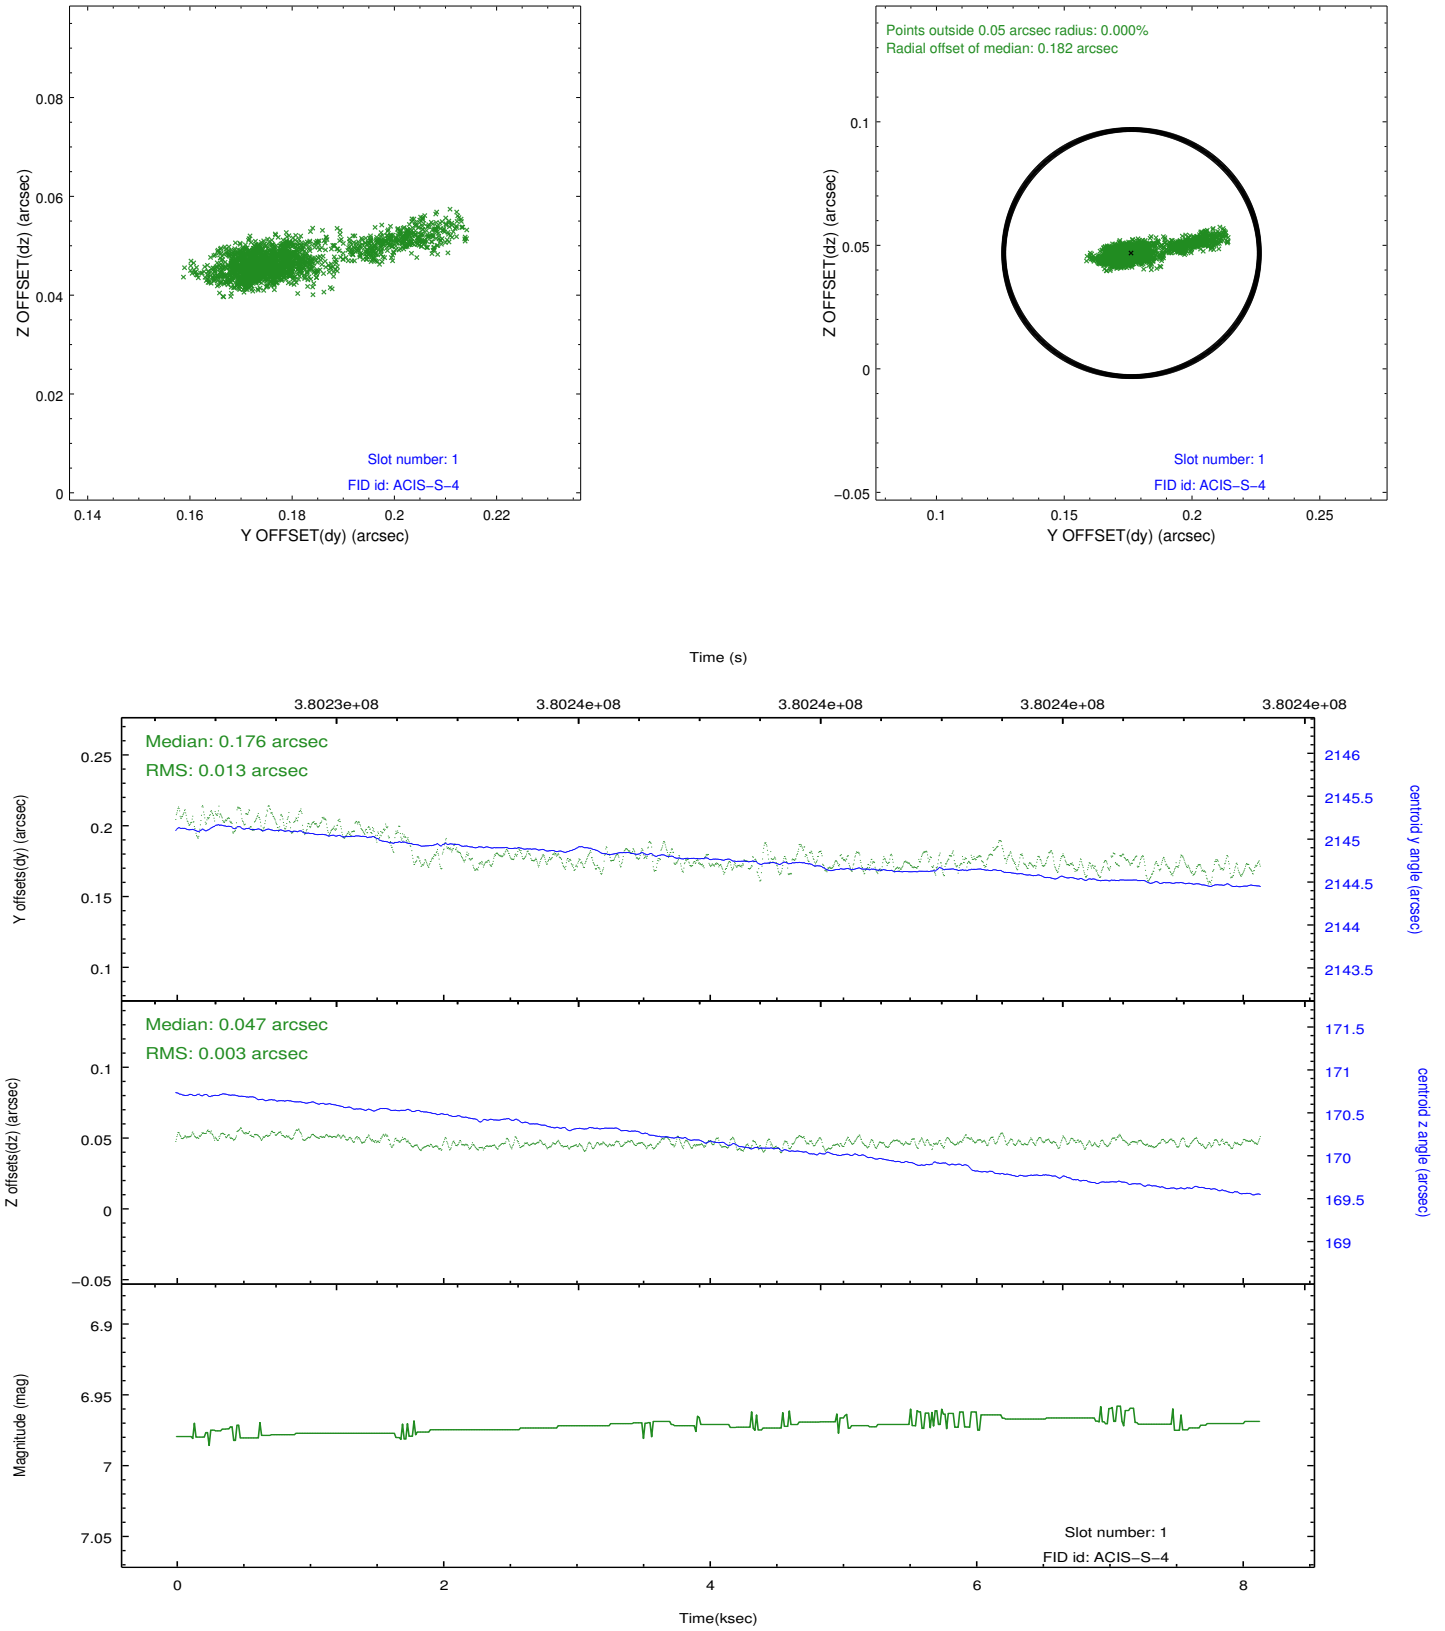 0.08
0.06
0.04
0.02
0
Z OFFSET(dz) (arcsec)
0.14
0.16
0.18
0.2
0.22
Y OFFSET(dy) (arcsec)
Slot number: 1
FID id: ACIS−S−4
Points outside 0.05 arcsec radius: 0.000%
Radial offset of median: 0.182 arcsec
0.1
0.05
0
−0.05
Z OFFSET(dz) (arcsec)
0.1
0.15
0.2
0.25
Y OFFSET(dy) (arcsec)
Slot number: 1
FID id: ACIS−S−4
Time (s)
3.8023e+08
3.8024e+08
3.8024e+08
3.8024e+08
3.8024e+08
Median: 0.176 arcsec
RMS: 0.013 arcsec
0.25
0.2
0.15
0.1
Y offsets(dy) (arcsec)
2146
2145.5
2145
2144.5
2144
2143.5
centroid y angle (arcsec)
Median: 0.047 arcsec
RMS: 0.003 arcsec
0.1
0.05
0
−0.05
Z offsets(dz) (arcsec)
171.5
171
170.5
170
169.5
169
centroid z angle (arcsec)
6.9
6.95
7
7.05
Magnitude (mag)
Slot number: 1
FID id: ACIS−S−4
0
2
4
6
8
Time(ksec)